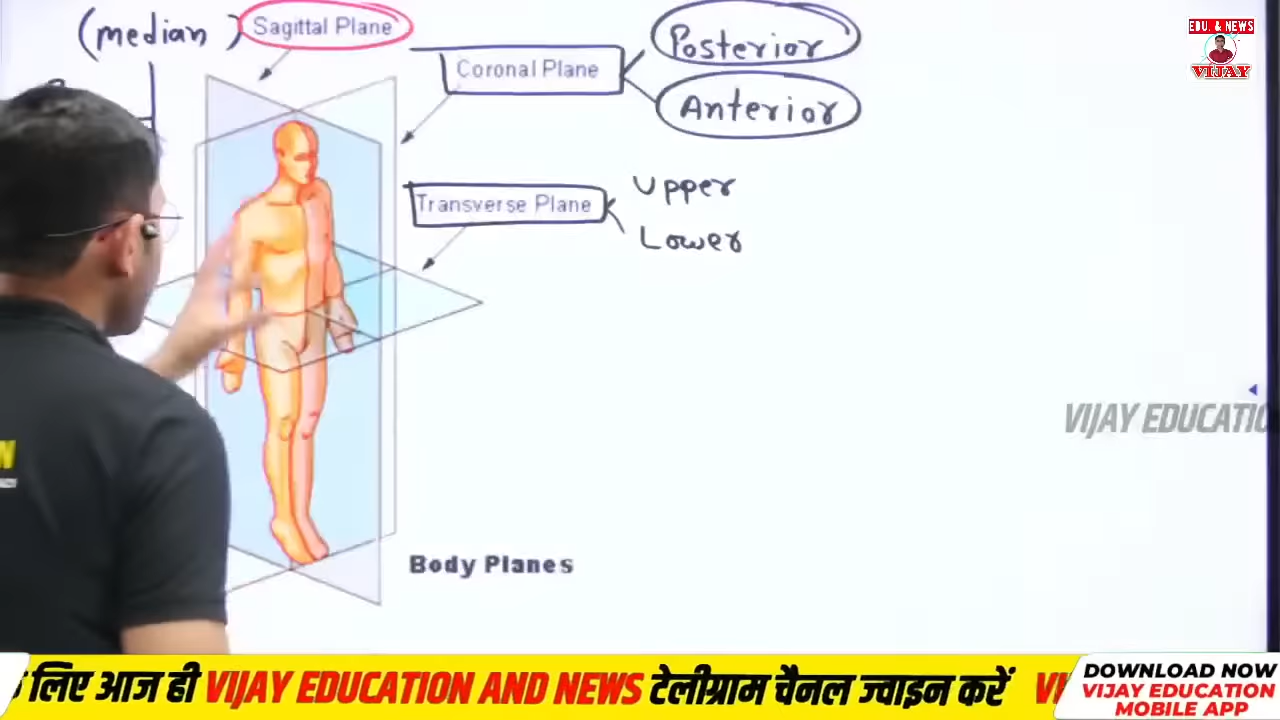 (median)
Sagittal Plane
Posterior
Coronal Plane
Anterior
Transverse Plane
Upper
Lower
Body Planes
EDU. & NEWS
VIJAY
VIJAY EDUCATIO
लिए आज ही VIJAY EDUCATION AND NEWS टेलीग्राम चैनल ज्वाइन करें
DOWNLOAD NOW
VIJAY EDUCATION
MOBILE APP